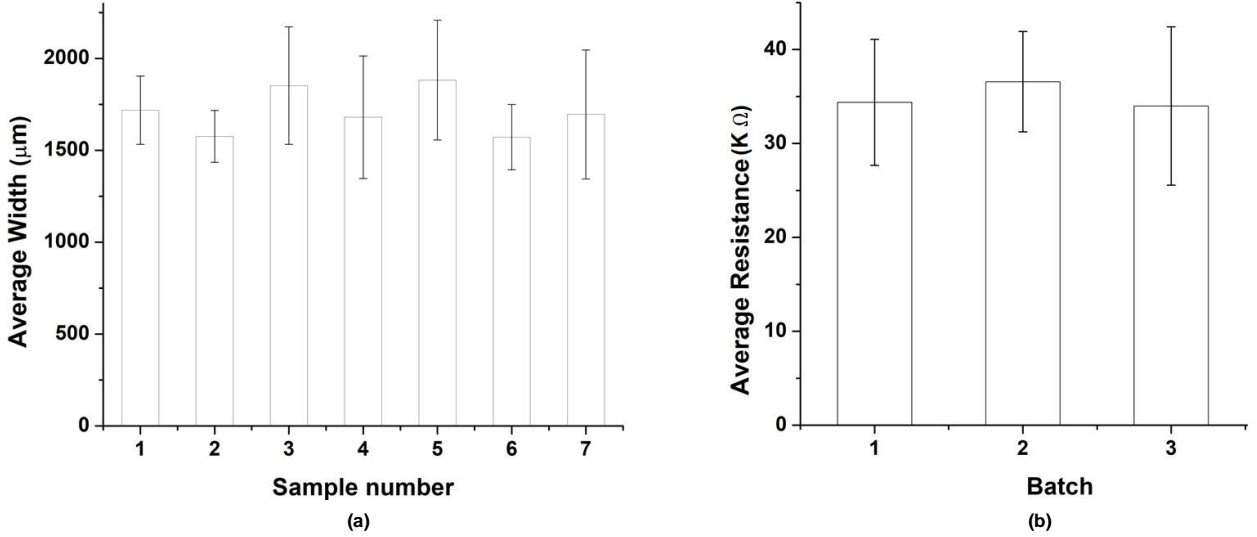 Average Width (μm)
2000
1500
1000
500
0
1 2 3 4 5 6 7
Sample number
(a)
Average Resistance (K Ω)
40
30
20
10
0
1 2 3
Batch
(b)